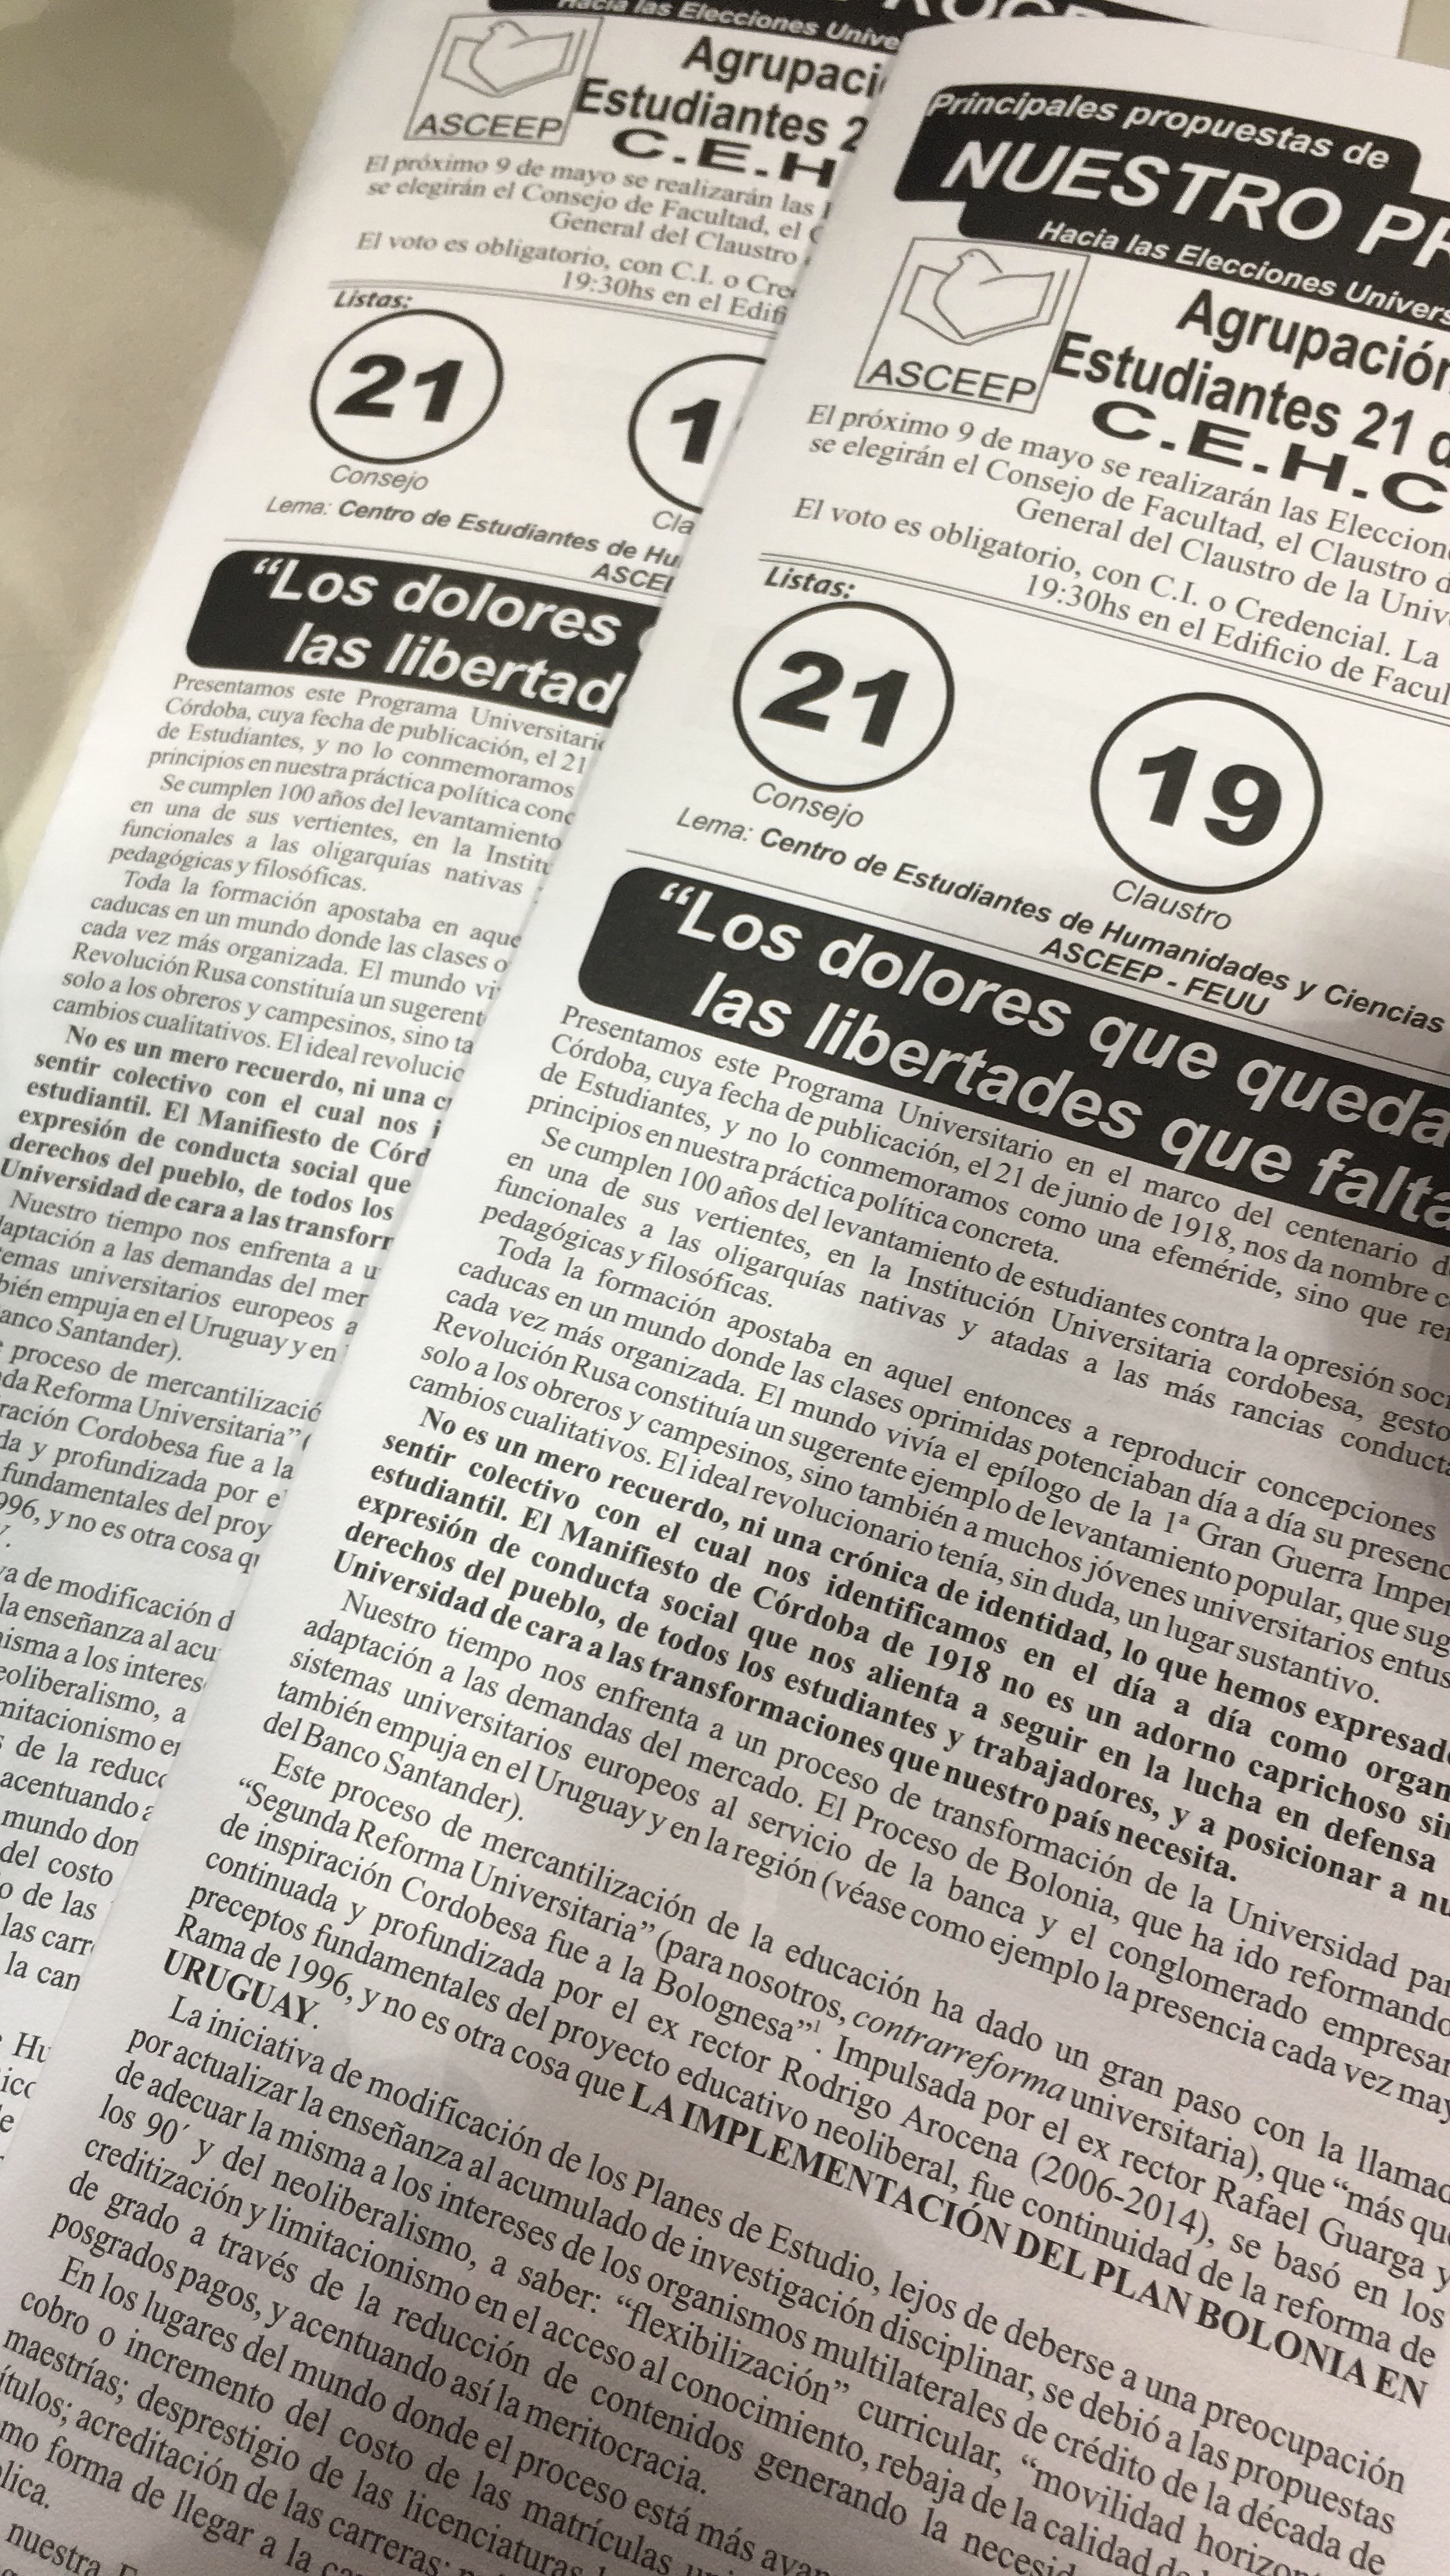 Hacia las Elecciones Unive
Agrupaci
Estudiantes 2
C.E.H
ASCEEP
El próximo 9 de mayo se realizarán las
se elegirán el Consejo de Facultad, el
General del Claustro
El voto es obligatorio, con C.I. o Cre
19:30hs en el Edifi
Listas:
21
1
Consejo
Cla
Lema: Centro de Estudiantes de Hu
ASCEE
“Los dolores
las libertad
Presentamos este Programa Universitari
Córdoba, cuya fecha de publicación, el 21
de Estudiantes, y no lo conmemoramos
principios en nuestra práctica política conc
Se cumplen 100 años del levantamiento
en una de sus vertientes, en la Institu
funcionales a las oligarquías nativas
pedagógicas y filosóficas.
Toda la formación apostaba en aque
caducas en un mundo donde las clases o
cada vez más organizada. El mundo vi
Revolución Rusa constituía un sugerent
solo a los obreros y campesinos, sino ta
cambios cualitativos. El ideal revolucio
No es un mero recuerdo, ni una c
sentir colectivo con el cual nos i
estudiantil. El Manifiesto de Córd
expresión de conducta social que
derechos del pueblo, de todos los
Universidad de cara a las transforr
Nuestro tiempo nos enfrenta a u
daptación a las demandas del mer
temas universitarios europeos a
bién empuja en el Uruguay y en
anco Santander).
proceso de mercantilizació
da Reforma Universitaria” (
ración Cordobesa fue a la
da y profundizada por e
fundamentales del proy
996, y no es otra cosa q
Y.
va de modificación d
la enseñanza al acu
isma a los interes
eoliberalismo, a
mitacionismo e
s de la reducc
acentuando a
mundo don
del costo
o de las
las carr
la can
Hu
Principales propuestas de
NUESTRO PR
Hacia las Elecciones Univers
Agrupación
Estudiantes 21 d
C.E.H.C
ASCEEP
El próximo 9 de mayo se realizarán las Eleccion
se elegirán el Consejo de Facultad, el Claustro d
General del Claustro de la Unive
El voto es obligatorio, con C.I. o Credencial. La
19:30hs en el Edificio de Facul
Listas:
21
19
Consejo
Claustro
Lema: Centro de Estudiantes de Humanidades y Ciencias
ASCEEP - FEUU
“Los dolores que queda
las libertades que falta
Presentamos este Programa Universitario en el marco del centenario d
Córdoba, cuya fecha de publicación, el 21 de junio de 1918, nos da nombre c
de Estudiantes, y no lo conmemoramos como una efeméride, sino que rei
principios en nuestra práctica política concreta.
Se cumplen 100 años del levantamiento de estudiantes contra la opresión soci
en una de sus vertientes, en la Institución Universitaria cordobesa, gesto
funcionales a las oligarquías nativas y atadas a las más rancias conducta
pedagógicas y filosóficas.
Toda la formación apostaba en aquel entonces a reproducir concepciones
caducas en un mundo donde las clases oprimidas potenciaban día a día su presenc
cada vez más organizada. El mundo vivía el epílogo de la 1ª Gran Guerra Imper
Revolución Rusa constituía un sugerente ejemplo de levantamiento popular, que sug
solo a los obreros y campesinos, sino también a muchos jóvenes universitarios entus
cambios cualitativos. El ideal revolucionario tenía, sin duda, un lugar sustantivo.
No es un mero recuerdo, ni una crónica de identidad, lo que hemos expresado
sentir colectivo con el cual nos identificamos en el día a día como organ
estudiantil. El Manifiesto de Córdoba de 1918 no es un adorno caprichoso sin
expresión de conducta social que nos alienta a seguir en la lucha en defensa
derechos del pueblo, de todos los estudiantes y trabajadores, y a posicionar a nu
Universidad de cara a las transformaciones que nuestro país necesita.
Nuestro tiempo nos enfrenta a un proceso de transformación de la Universidad par
adaptación a las demandas del mercado. El Proceso de Bolonia, que ha ido reformando
sistemas universitarios europeos al servicio de la banca y el conglomerado empresar
también empuja en el Uruguay y en la región (véase como ejemplo la presencia cada vez may
del Banco Santander).
Este proceso de mercantilización de la educación ha dado un gran paso con la llamad
“Segunda Reforma Universitaria” (para nosotros, contrarreforma universitaria), que “más que
de inspiración Cordobesa fue a la Bolognesa”¹. Impulsada por el ex rector Rafael Guarga y
continuada y profundizada por el ex rector Rodrigo Arocena (2006-2014), se basó en los
preceptos fundamentales del proyecto educativo neoliberal, fue continuidad de la reforma de
Rama de 1996, y no es otra cosa que LA IMPLEMENTACIÓN DEL PLAN BOLONIA EN
URUGUAY.
La iniciativa de modificación de los Planes de Estudio, lejos de deberse a una preocupación
por actualizar la enseñanza al acumulado de investigación disciplinar, se debió a las propuestas
de adecuar la misma a los intereses de los organismos multilaterales de crédito de la década de
los 90´ y del neoliberalismo, a saber: “flexibilización” curricular, “movilidad horizon
creditización y limitacionismo en el acceso al conocimiento, rebaja de la calidad de
de grado a través de la reducción de contenidos generando la necesid
posgrados pagos, y acentuando así la meritocracia.
En los lugares del mundo donde el proceso está más avan
cobro o incremento del costo de las matrículas
maestrías; desprestigio de las licenciaturas
ítulos; acreditación de las carreras;
mo forma de llegar a la
lica.
nuestra